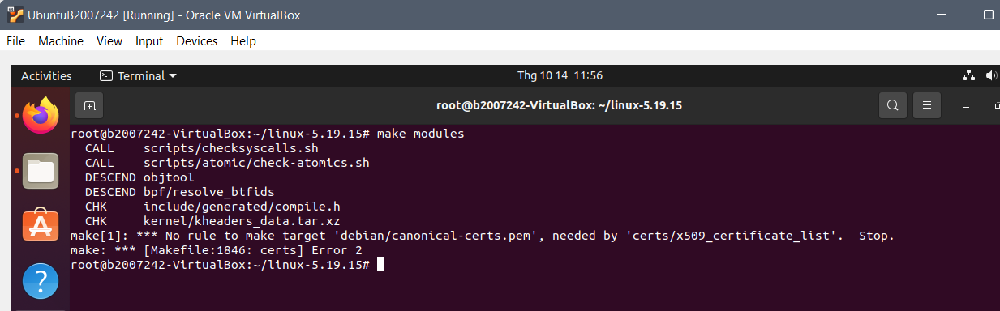 UbuntuB2007242 [Running] - Oracle VM VirtualBox
File Machine View Input Devices Help
Activities Terminal Thg 10 14 11:56
root@b2007242-VirtualBox: ~/linux-5.19.15
root@b2007242-VirtualBox:~/linux-5.19.15# make modules
CALL scripts/checksyscalls.sh
CALL scripts/atomic/check-atomics.sh
DESCEND objtool
DESCEND bpf/resolve_btfids
CHK include/generated/compile.h
CHK kernel/kheaders_data.tar.xz
make[1]: *** No rule to make target 'debian/canonical-certs.pem', needed by 'certs/x509_certificate_list'. Stop.
make: *** [Makefile:1846: certs] Error 2
root@b2007242-VirtualBox:~/linux-5.19.15#